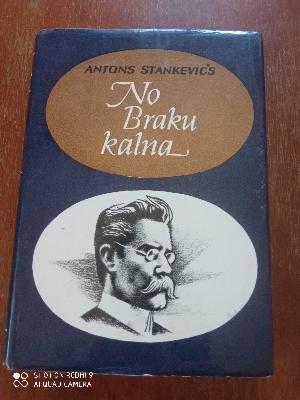 ANTONS STANKEVIČS
No
Braku
kalna
SHOT ON REDMI 9
AI QUAD CAMERA